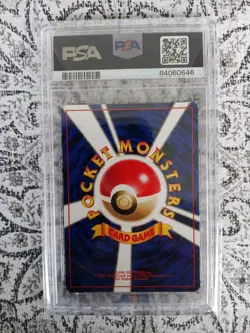 PSA
PSA
84060646
POCKET MONSTERS
CARD GAME